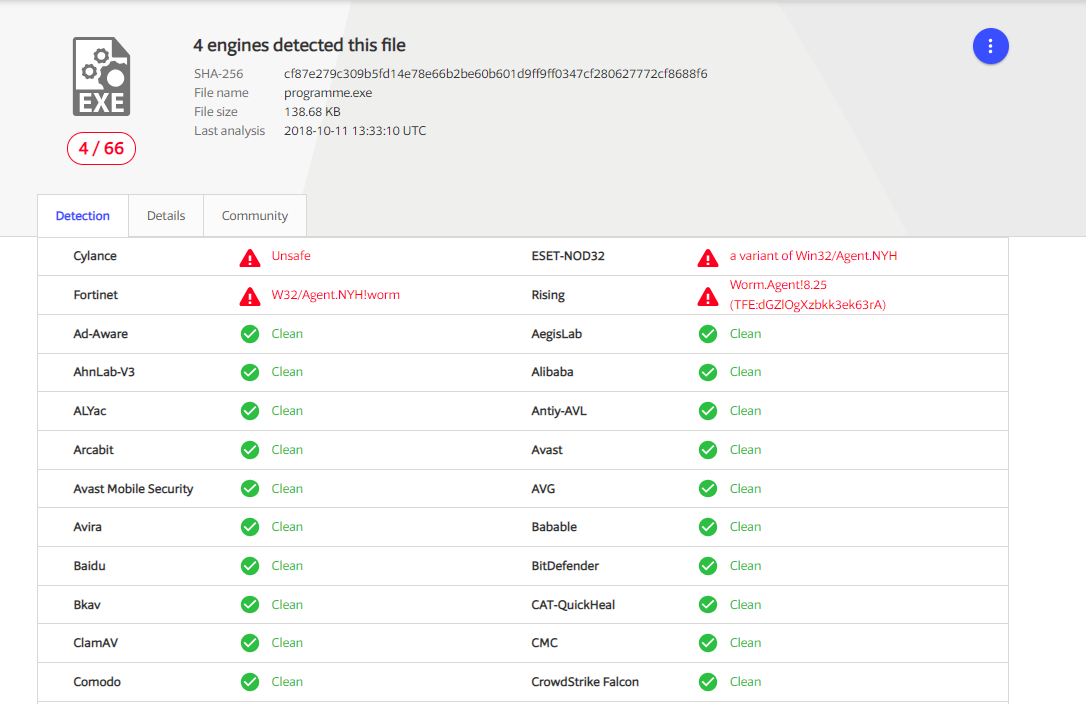 4 engines detected this file
SHA-256 cf87e279c309b5fd14e78e66b2be60b601d9ff9ff0347cf280627772cf8688f6
File name programme.exe
File size 138.68 KB
Last analysis 2018-10-11 13:33:10 UTC
EXE
4 / 66
Detection Details Community
Cylance Unsafe ESET-NOD32 a variant of Win32/Agent.NYH
Fortinet W32/Agent.NYH!worm Rising Worm.Agent!8.25
(TFE:dGZlOgXzbkk3ek63rA)
Ad-Aware Clean AegisLab Clean
AhnLab-V3 Clean Alibaba Clean
ALYac Clean Antiy-AVL Clean
Arcabit Clean Avast Clean
Avast Mobile Security Clean AVG Clean
Avira Clean Babable Clean
Baidu Clean BitDefender Clean
Bkav Clean CAT-QuickHeal Clean
ClamAV Clean CMC Clean
Comodo Clean CrowdStrike Falcon Clean